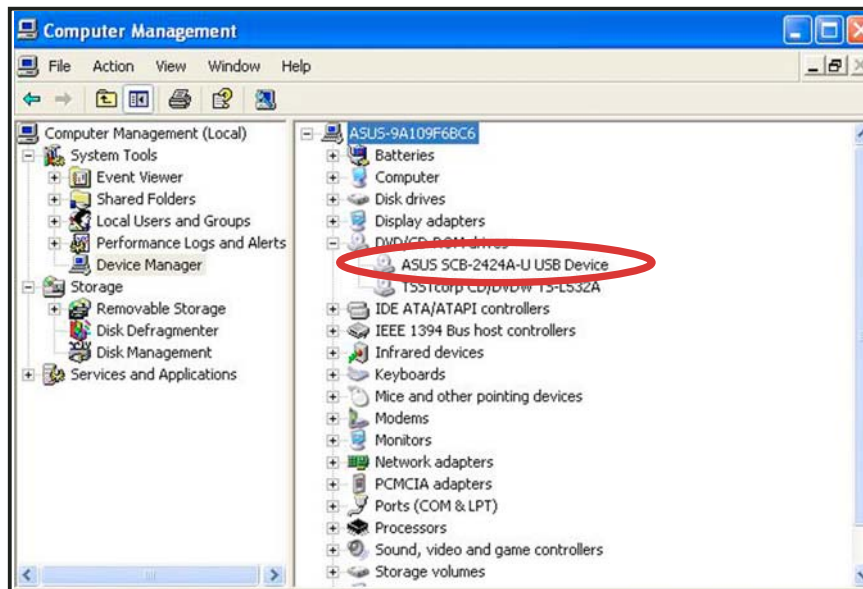 Computer Management
File Action View Window Help
Computer Management (Local)
System Tools
Event Viewer
Shared Folders
Local Users and Groups
Performance Logs and Alerts
Device Manager
Storage
Removable Storage
Disk Defragmenter
Disk Management
Services and Applications
ASUS-9A109F6BC6
Batteries
Computer
Disk drives
Display adapters
DVD/CD-ROM drives
ASUS SCB-2424A-U USB Device
TSSTcorp CD/DVDW TS-L532A
IDE ATA/ATAPI controllers
IEEE 1394 Bus host controllers
Infrared devices
Keyboards
Mice and other pointing devices
Modems
Monitors
Network adapters
PCMCIA adapters
Ports (COM & LPT)
Processors
Sound, video and game controllers
Storage volumes